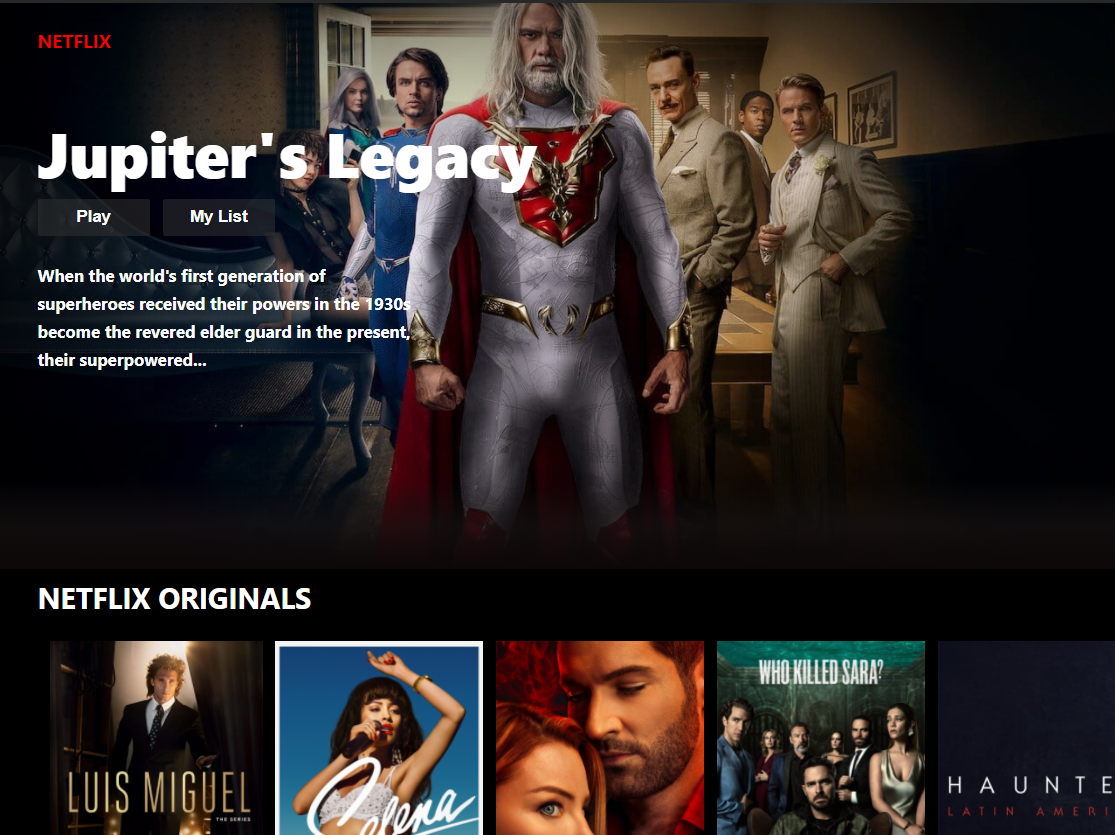 NETFLIX
Jupiter's Legacy
Play
My List
When the world's first generation of
superheroes received their powers in the 1930s
become the revered elder guard in the present,
their superpowered...
NETFLIX ORIGINALS
LUIS MIGUEL
THE SERIES
Selena
WHO KILLED SARA?
HAUNTE
LATIN AMERI